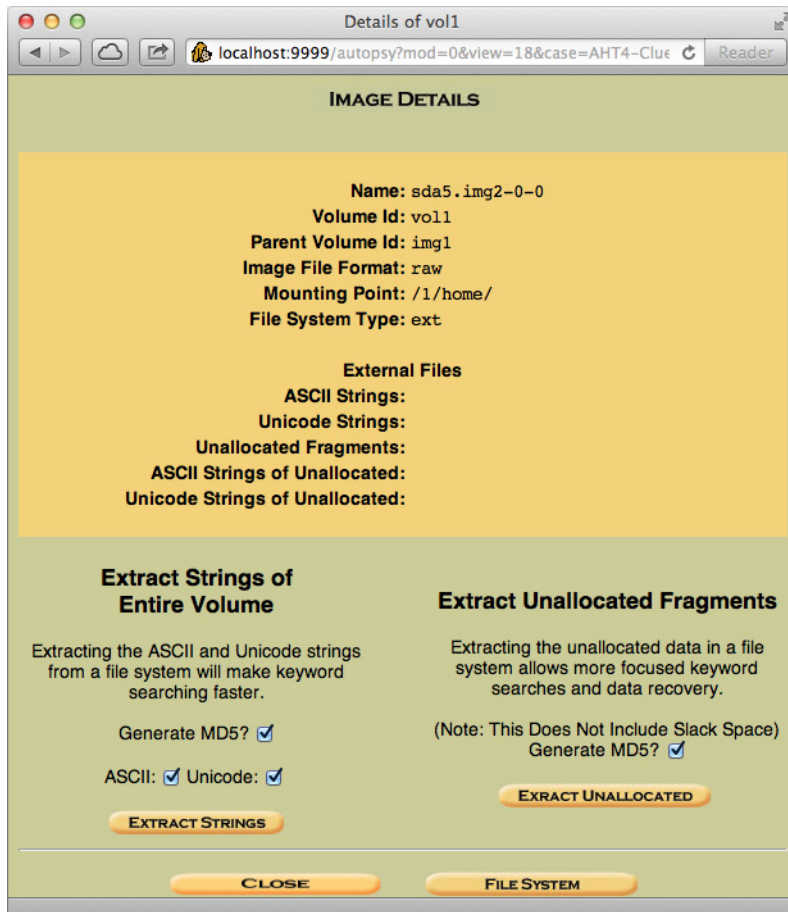 Details of vol1
localhost:9999/autopsy?mod=0&view=18&case=AHT4-Clue
Reader
IMAGE DETAILS
Name: sda5.img2-0-0
Volume Id: vol1
Parent Volume Id: img1
Image File Format: raw
Mounting Point: /1/home/
File System Type: ext
External Files
ASCII Strings:
Unicode Strings:
Unallocated Fragments:
ASCII Strings of Unallocated:
Unicode Strings of Unallocated:
Extract Strings of
Entire Volume
Extracting the ASCII and Unicode strings
from a file system will make keyword
searching faster.
Generate MD5?
ASCII: Unicode:
EXTRACT STRINGS
Extract Unallocated Fragments
Extracting the unallocated data in a file
system allows more focused keyword
searches and data recovery.
(Note: This Does Not Include Slack Space)
Generate MD5?
EXRACT UNALLOCATED
CLOSE
FILE SYSTEM